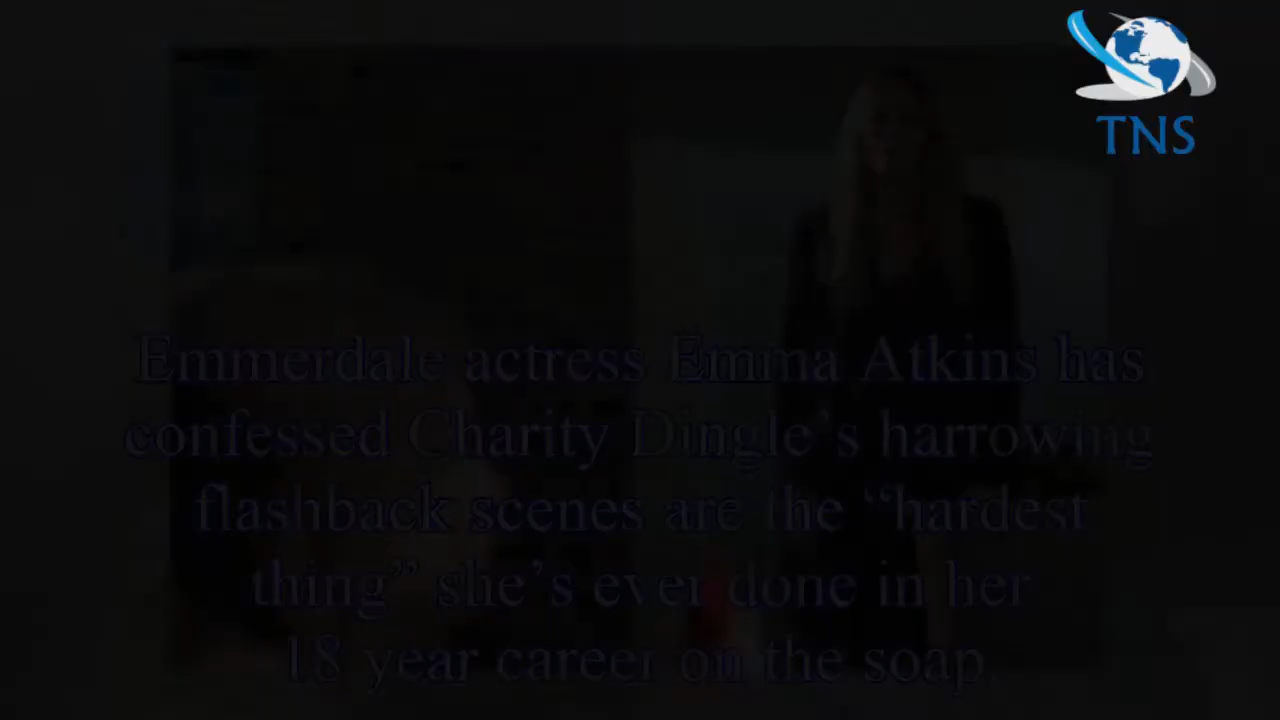 TNS
Emmerdale actress Emma Atkins has
confessed Charity Dingle’s harrowing
flashback scenes are the “hardest
thing” she’s ever done in her
18 year career on the soap.